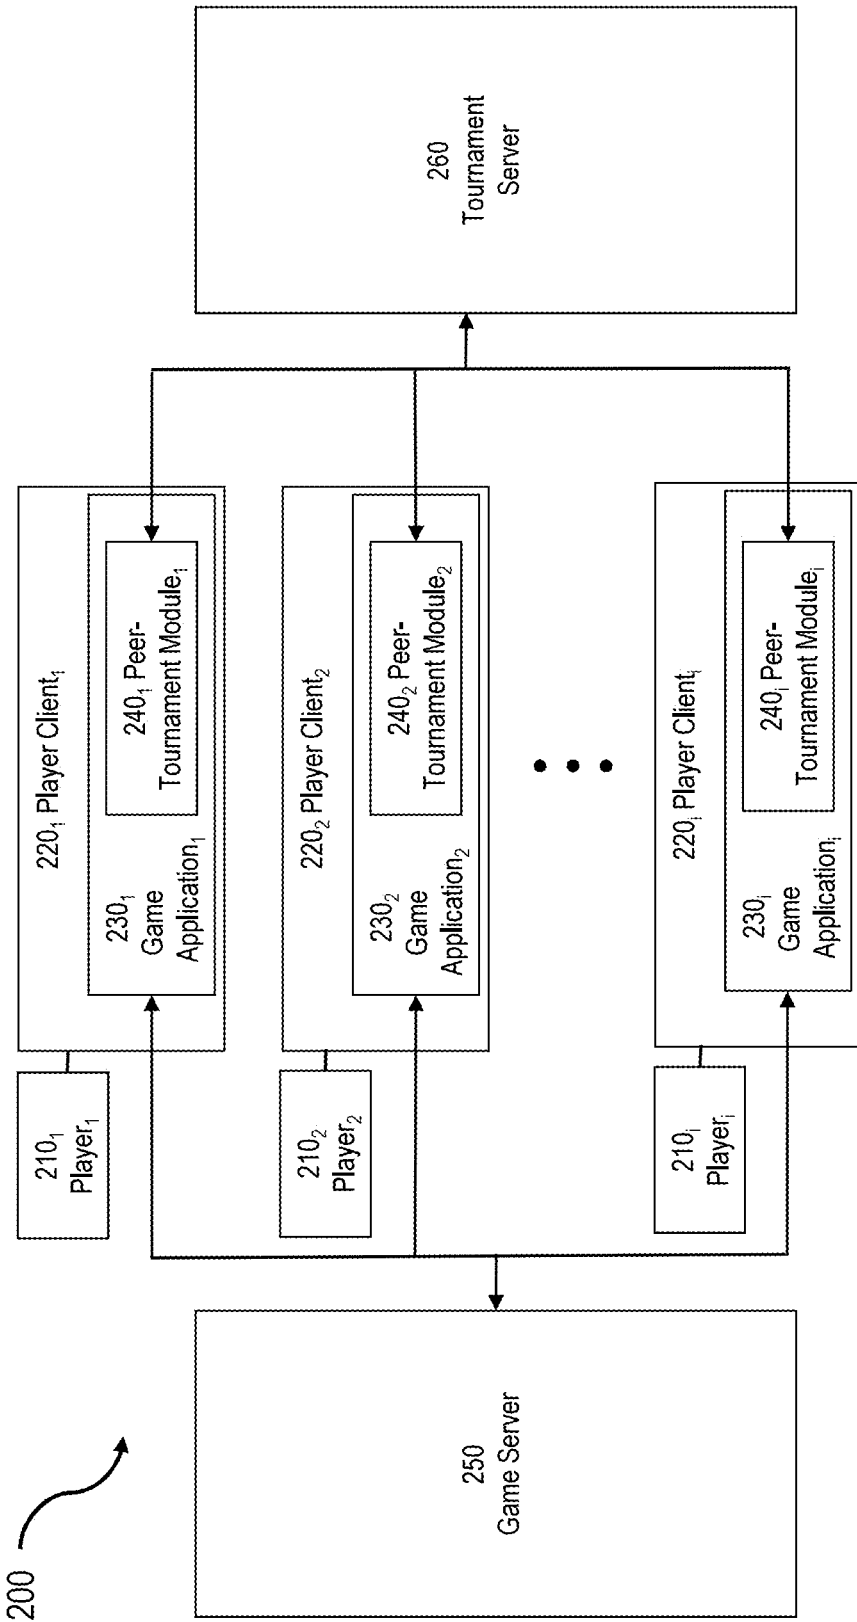 200
250
Game Server
210₁
Player₁
220₁ Player Client₁
230₁
Game
Application₁
240₁ Peer-
Tournament Module₁
210₂
Player₂
220₂ Player Client₂
230₂
Game
Application₂
240₂ Peer-
Tournament Module₂
210ᵢ
Playerᵢ
220ᵢ Player Clientᵢ
230ᵢ
Game
Applicationᵢ
240ᵢ Peer-
Tournament Moduleᵢ
260
Tournament
Server